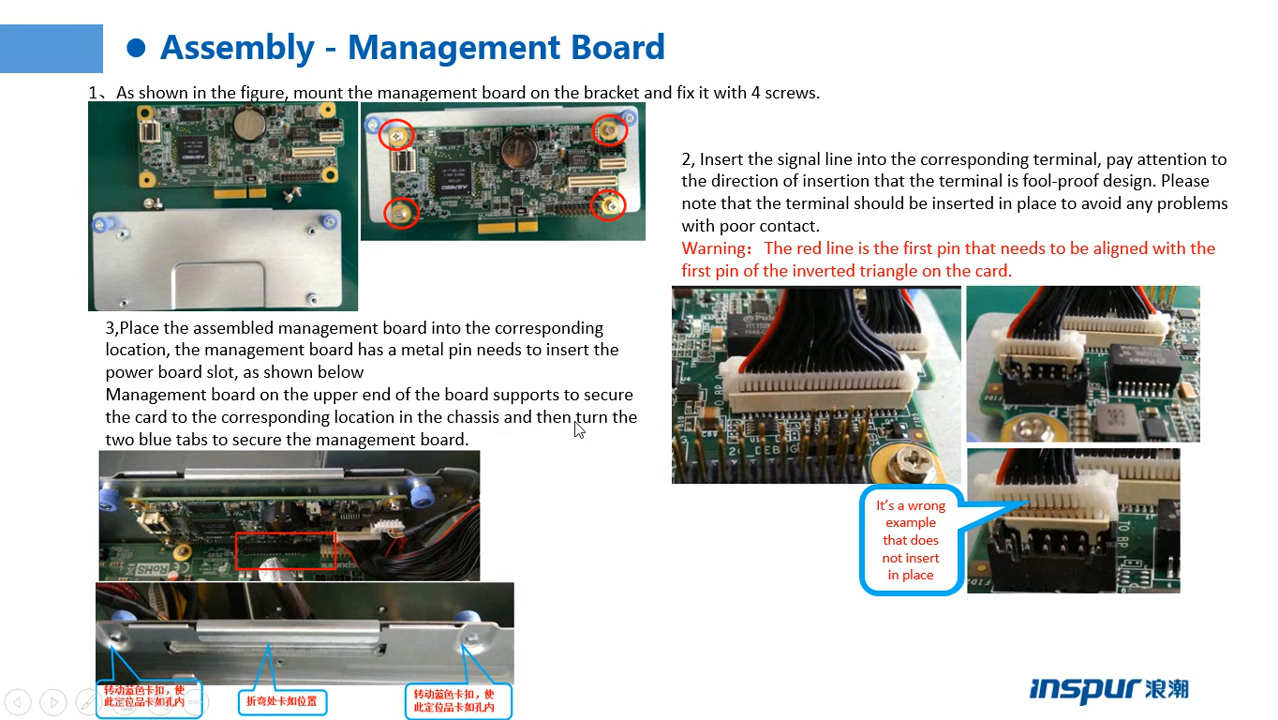 Assembly - Management Board
1、As shown in the figure, mount the management board on the bracket and fix it with 4 screws.
2, Insert the signal line into the corresponding terminal, pay attention to
the direction of insertion that the terminal is fool-proof design. Please
note that the terminal should be inserted in place to avoid any problems
with poor contact.
Warning：The red line is the first pin that needs to be aligned with the
first pin of the inverted triangle on the card.
3,Place the assembled management board into the corresponding
location, the management board has a metal pin needs to insert the
power board slot, as shown below
Management board on the upper end of the board supports to secure
the card to the corresponding location in the chassis and then turn the
two blue tabs to secure the management board.
It's a wrong
example
that does
not insert
in place
转动蓝色卡扣，使
此定位品卡如孔内
折弯处卡如位置
转动蓝色卡扣，使
此定位品卡如孔内
RoHS
TO BP
inspur 浪潮